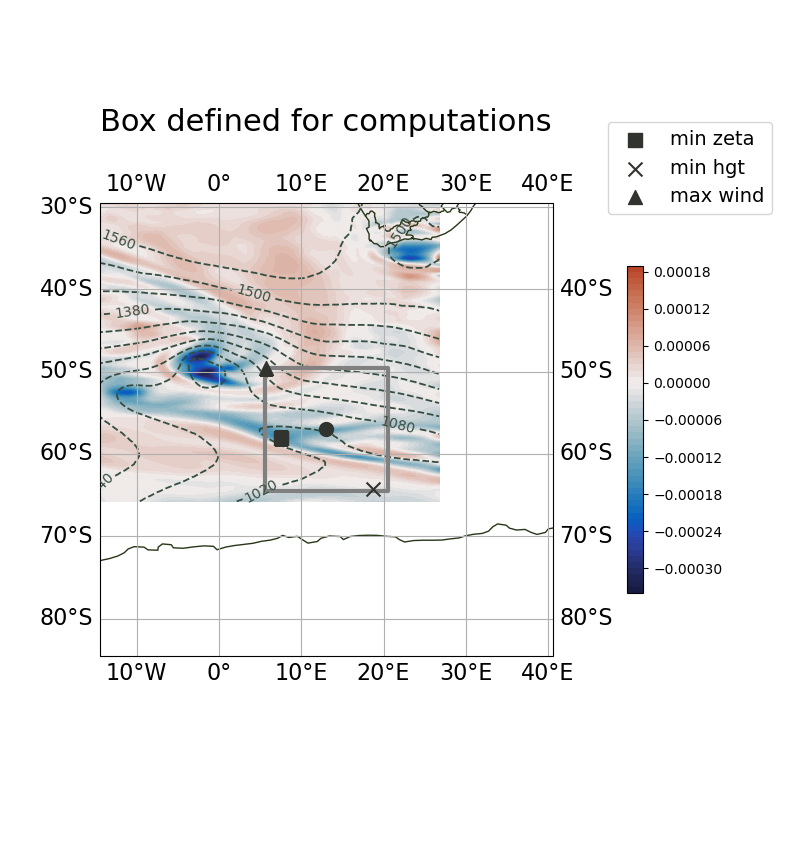 Box defined for computations
min zeta
min hgt
max wind
10°W 0° 10°E 20°E 30°E 40°E
30°S
40°S 40°S
50°S 50°S
60°S 60°S
70°S 70°S
80°S 80°S
10°W 0° 10°E 20°E 30°E 40°E
1560
1500
1500
1380
1080
1020
40
0.00018
0.00012
0.00006
0.00000
−0.00006
−0.00012
−0.00018
−0.00024
−0.00030